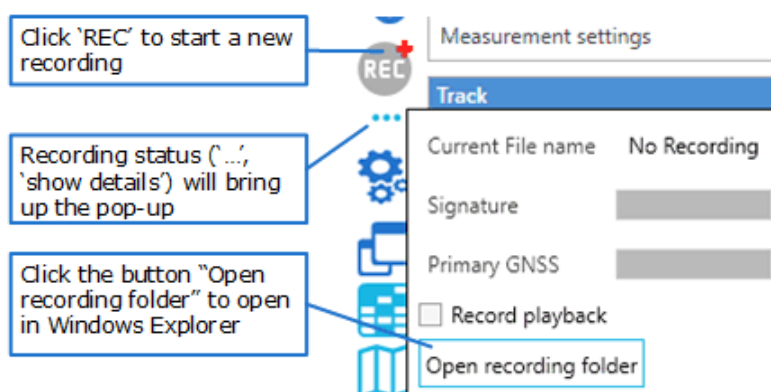 Click ‘REC’ to start a new
recording
Recording status (‘...’,
‘show details’) will bring
up the pop-up
Click the button “Open
recording folder” to open
in Windows Explorer
REC
Measurement settings
Track
...
Current File name No Recording
Signature
Primary GNSS
Record playback
Open recording folder